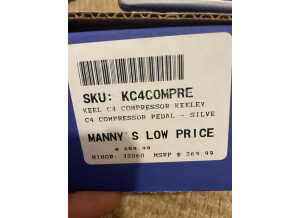 SKU: KC4COMPRE
KEEL C4 COMPRESSOR KEELEY
C4 COMPRESSOR PEDAL - SILVE
MANNY'S LOW PRICE
MSRP $ 269.99